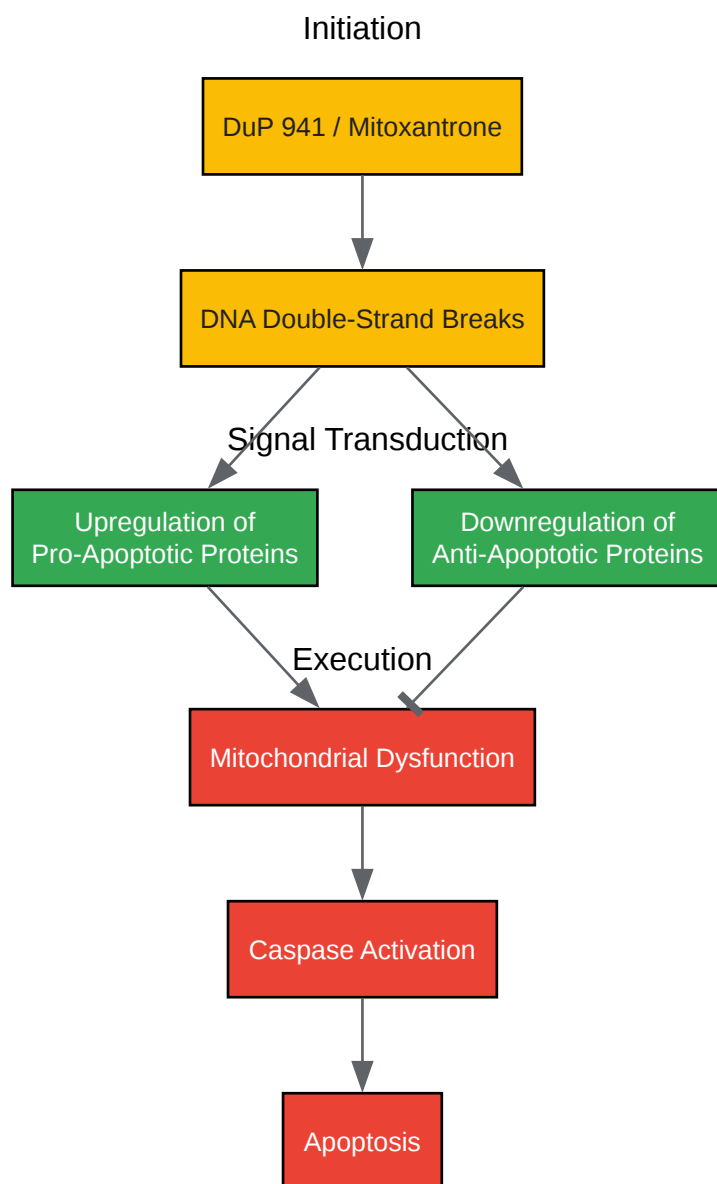 Initiation
DuP 941 / Mitoxantrone
DNA Double-Strand Breaks
Signal Transduction
Upregulation of
Pro-Apoptotic Proteins
Downregulation of
Anti-Apoptotic Proteins
Execution
Mitochondrial Dysfunction
Caspase Activation
Apoptosis